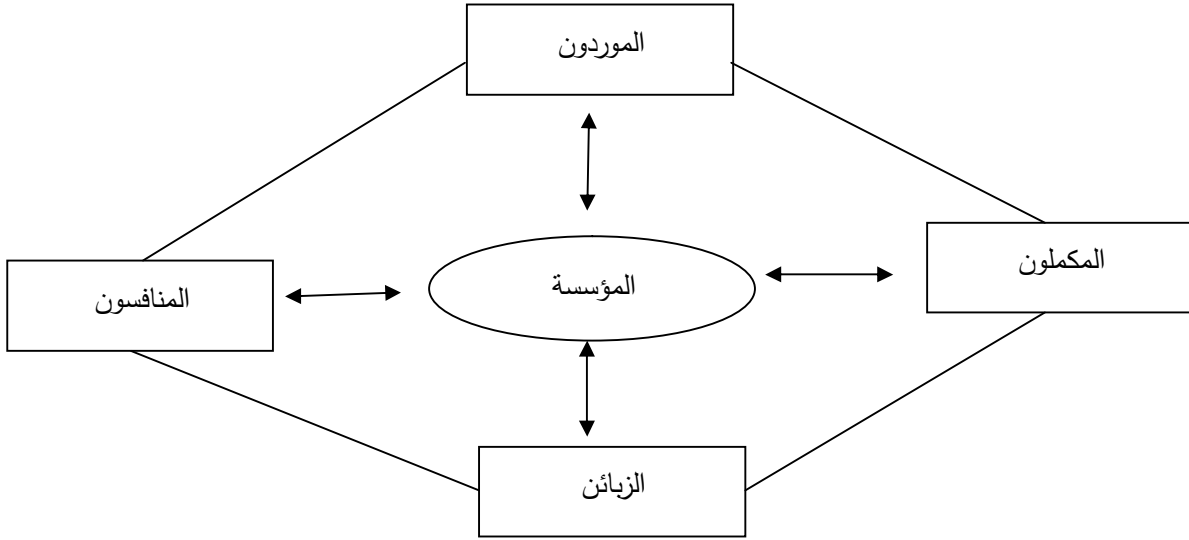 الموردون
المكملون
المؤسسة
المنافسون
الزبائن